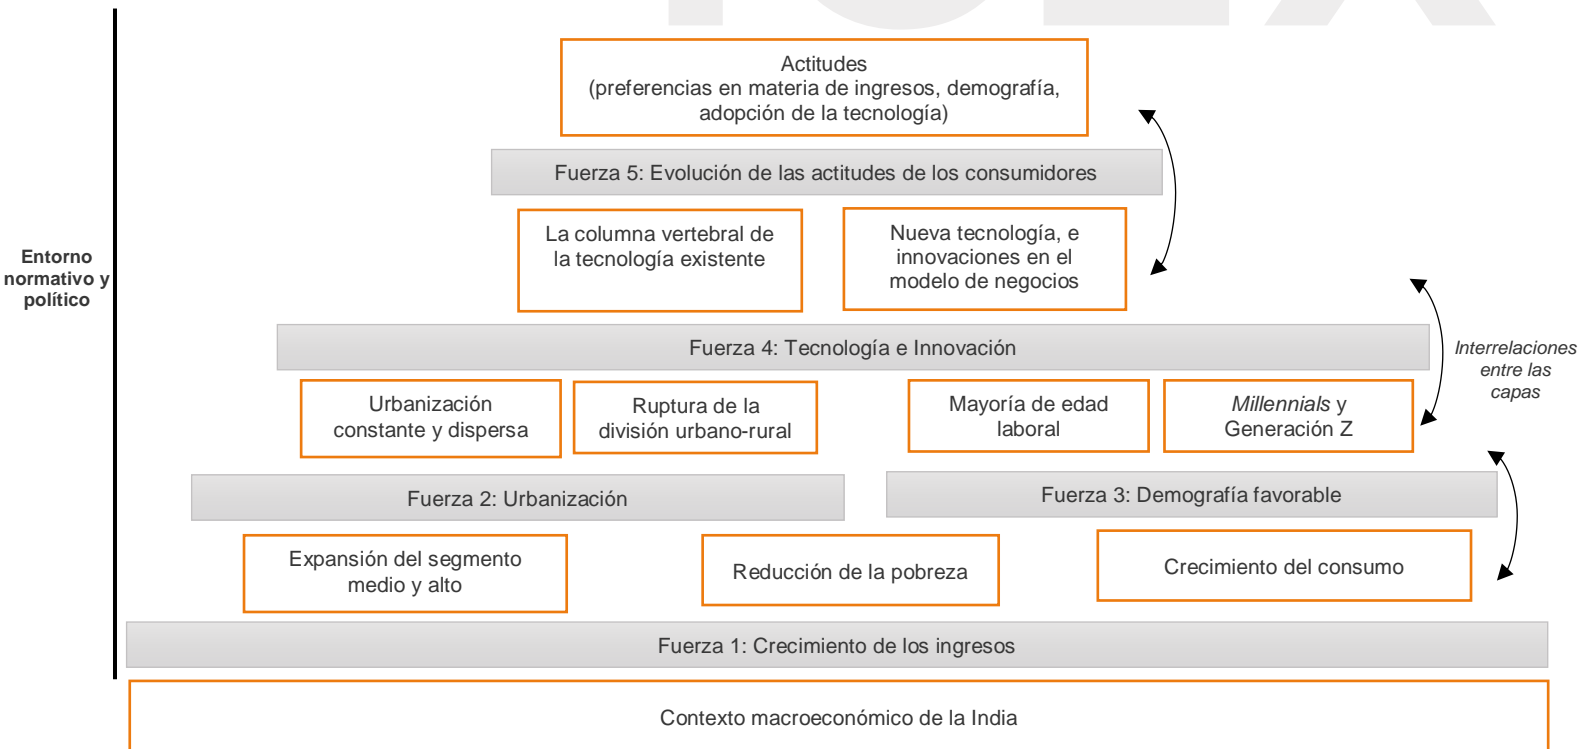 ICEX
Actitudes
(preferencias en materia de ingresos, demografía,
adopción de la tecnología)
Fuerza 5: Evolución de las actitudes de los consumidores
La columna vertebral de
la tecnología existente
Nueva tecnología, e
innovaciones en el
modelo de negocios
Entorno
normativo y
político
Fuerza 4: Tecnología e Innovación
Interrelaciones
entre las
capas
Urbanización
constante y dispersa
Ruptura de la
división urbano-rural
Mayoría de edad
laboral
Millennials y
Generación Z
Fuerza 2: Urbanización
Fuerza 3: Demografía favorable
Expansión del segmento
medio y alto
Reducción de la pobreza
Crecimiento del consumo
Fuerza 1: Crecimiento de los ingresos
Contexto macroeconómico de la India